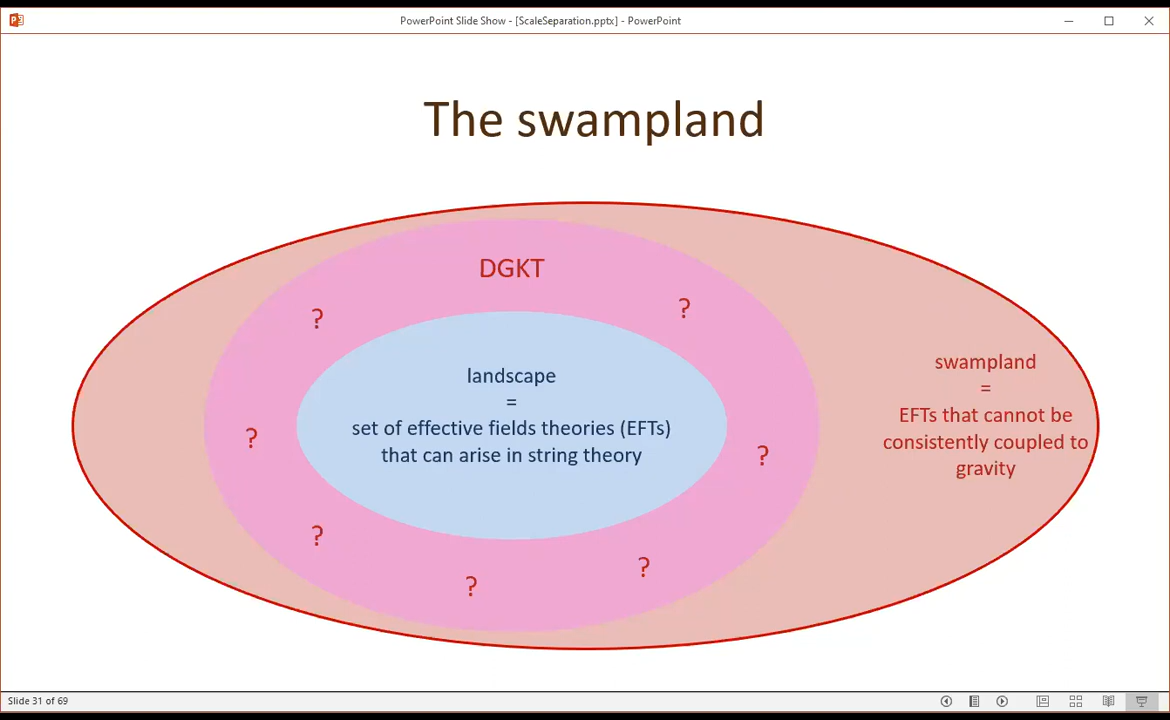 PowerPoint Slide Show - [ScaleSeparation.pptx] - PowerPoint
The swampland
DGKT
?
?
landscape
=
set of effective fields theories (EFTs)
that can arise in string theory
swampland
=
EFTs that cannot be
consistently coupled to
gravity
?
?
?
?
?
Slide 31 of 69